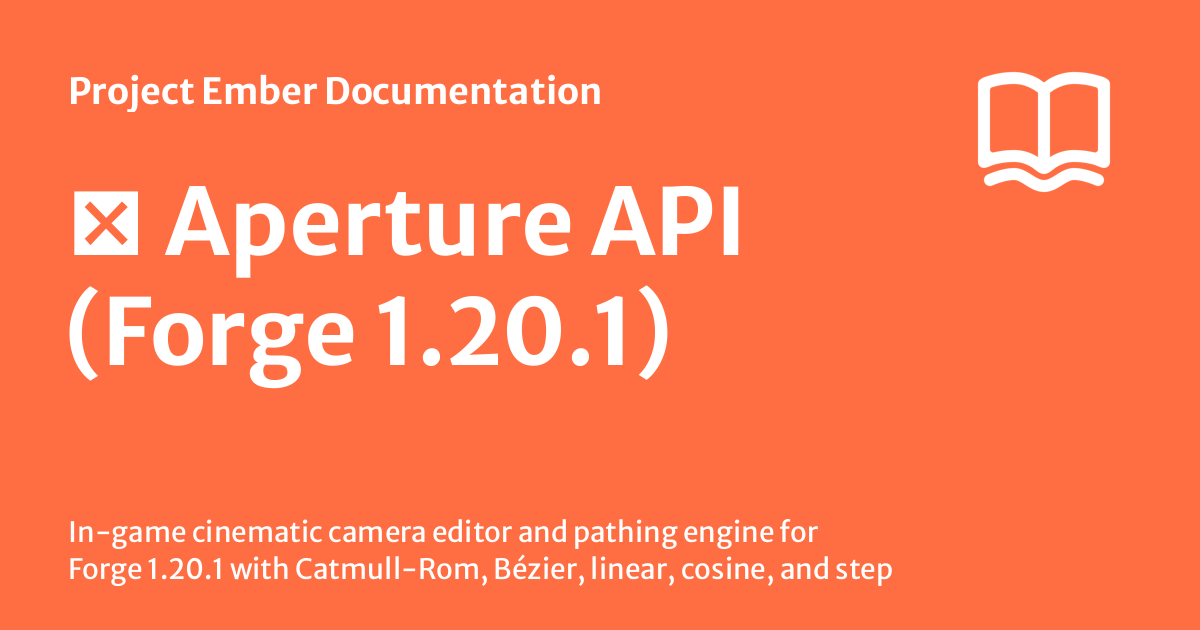 Project Ember Documentation
Aperture API
(Forge 1.20.1)
In-game cinematic camera editor and pathing engine for
Forge 1.20.1 with Catmull-Rom, Bézier, linear, cosine, and step